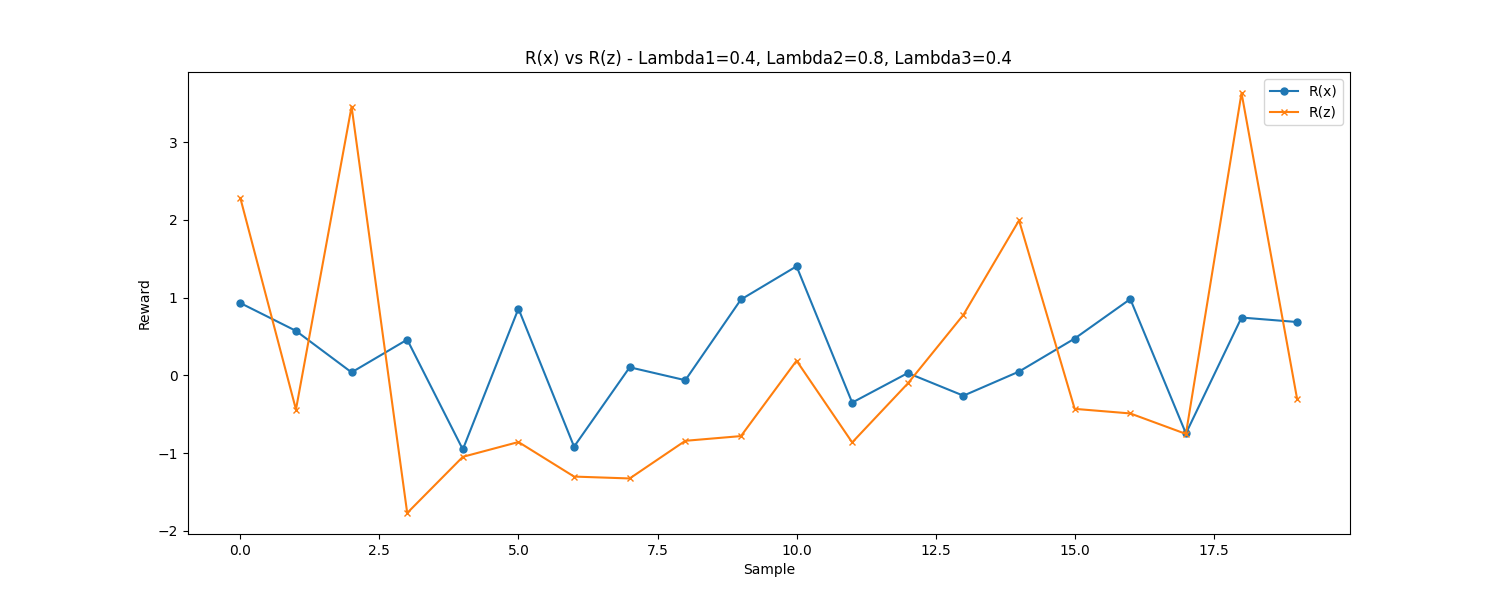 R(x) vs R(z) - Lambda1=0.4, Lambda2=0.8, Lambda3=0.4
R(x)
R(z)
3
2
1
0
−1
−2
Reward
0.0 2.5 5.0 7.5 10.0 12.5 15.0 17.5
Sample